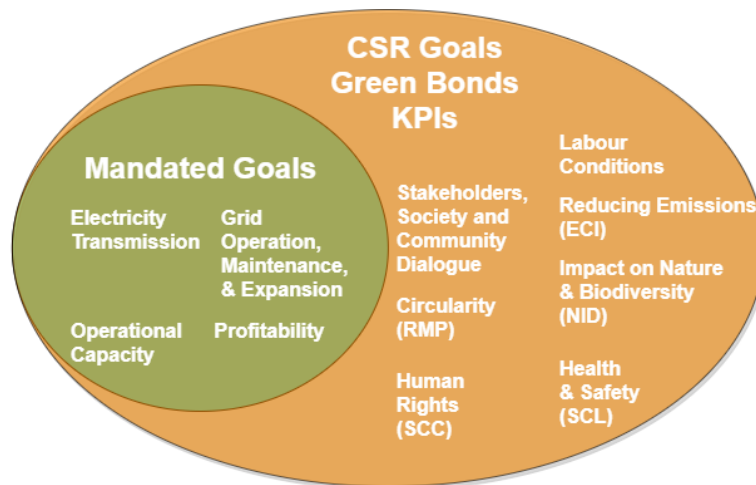 CSR Goals
Green Bonds
KPIs
Mandated Goals
Electricity
Transmission
Grid
Operation,
Maintenance,
& Expansion
Operational
Capacity
Profitability
Stakeholders,
Society and
Community
Dialogue
Circularity
(RMP)
Human
Rights
(SCC)
Labour
Conditions
Reducing Emissions
(ECI)
Impact on Nature
& Biodiversity
(NID)
Health
& Safety
(SCL)